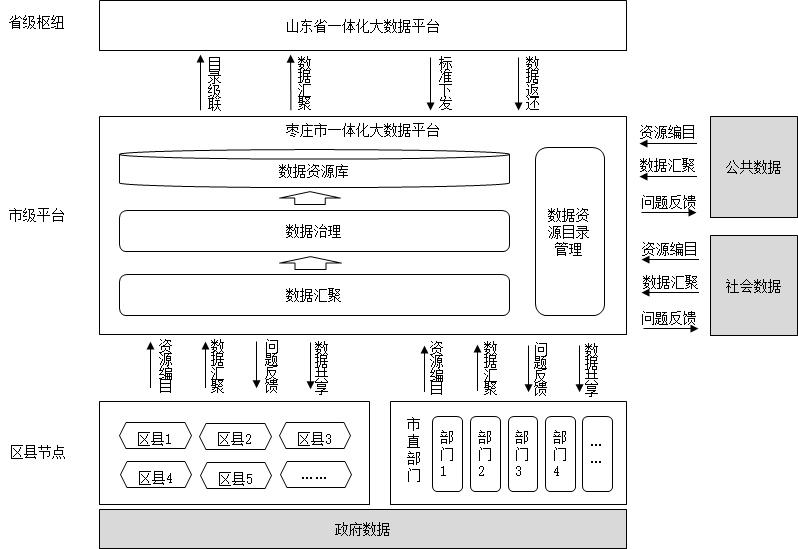 省级枢纽
山东省一体化大数据平台
目录级联
数据汇聚
标准下发
数据返还
市级平台
枣庄市一体化大数据平台
数据资源库
数据治理
数据汇聚
数据资
源目录
管理
资源编目
数据汇聚
问题反馈
公共数据
资源编目
数据汇聚
问题反馈
社会数据
资源编目
数据汇聚
问题反馈
数据共享
资源编目
数据汇聚
问题反馈
数据共享
区县节点
区县1
区县2
区县3
区县4
区县5
……
市直部门
部门1
部门2
部门3
部门4
……
政府数据